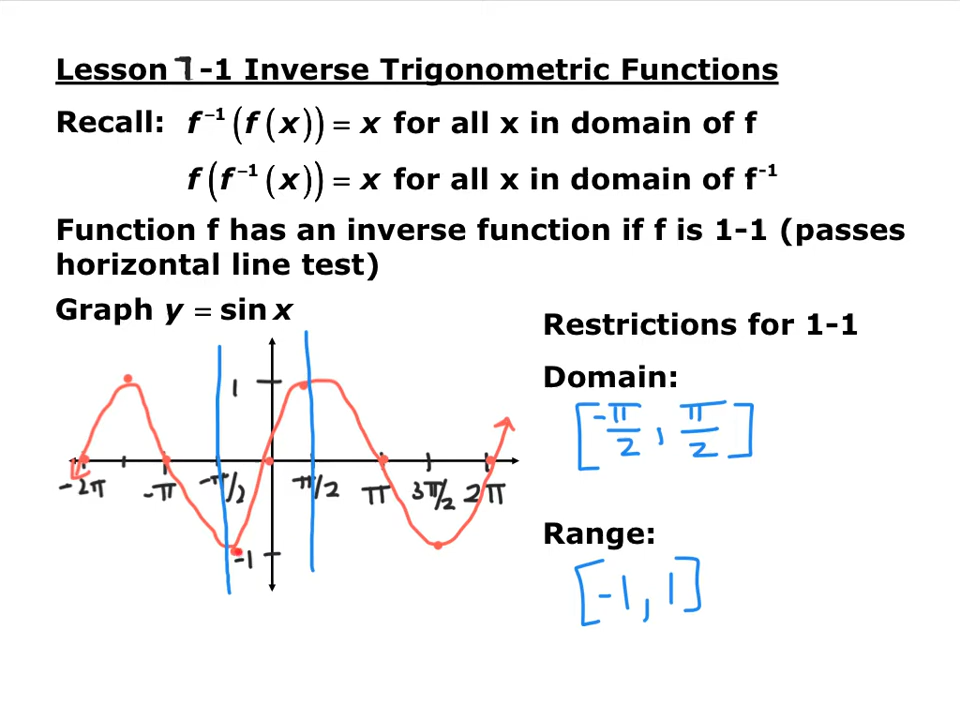 Lesson 7-1 Inverse Trigonometric Functions
Recall: f⁻¹(f(x)) = x for all x in domain of f
f(f⁻¹(x)) = x for all x in domain of f⁻¹
Function f has an inverse function if f is 1-1 (passes
horizontal line test)
Graph y = sin x
Restrictions for 1-1
Domain:
[-π/2, π/2]
Range:
[-1, 1]
1
-2π -π -π/2 π/2 π 3π/2 2π
-1